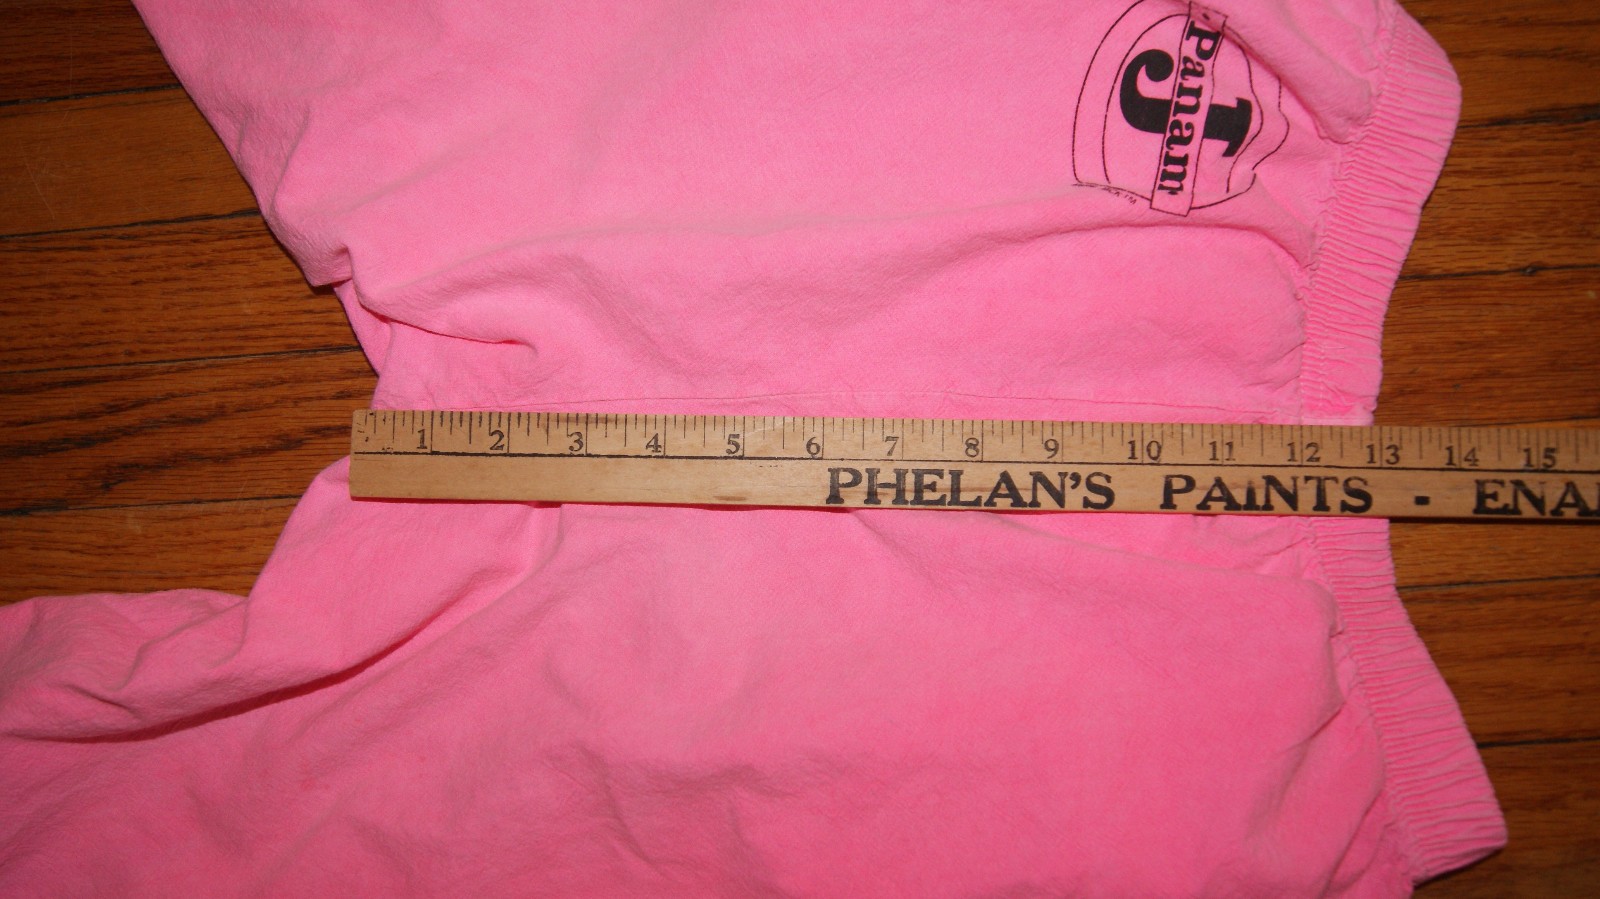 Panam
J
1 2 3 4 5 6 7 8 9 10 11 12 13 14 15
PHELAN'S PAINTS - ENA